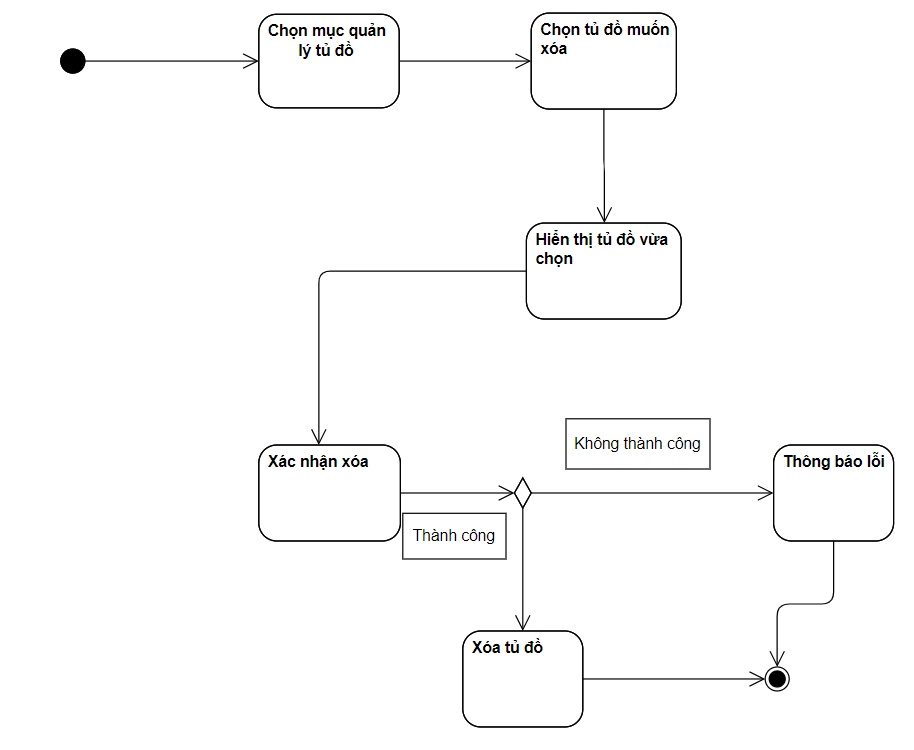 Chọn mục quản
lý tủ đồ
Chọn tủ đồ muốn
xóa
Hiển thị tủ đồ vừa
chọn
Không thành công
Xác nhận xóa
Thông báo lỗi
Thành công
Xóa tủ đồ